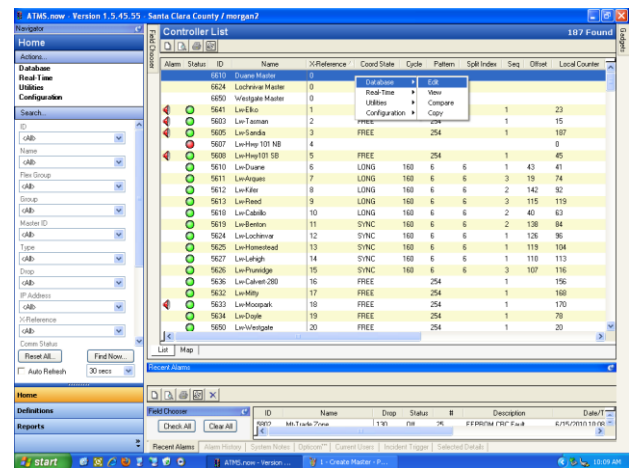 ATMS.now - Version 1.5.45.55 - Santa Clara County / morgan7
Navigator
Home
Actions...
Database
Real-Time
Utilities
Configuration
Search...
ID
<All>
Name
<All>
Flex Group
<All>
Group
<All>
Master ID
<All>
Type
<All>
Drop
<All>
IP Address
<All>
X-Reference
<All>
Comm Status
Reset All... Find Now...
Auto Refresh 30 secs
Home
Definitions
Reports
Field Chooser
Controller List 187 Found
Gadgets
Alarm Status ID Name X-Reference Coord State Cycle Pattern Split Index Seq Offset Local Counter
6610 Duane Master 0
6624 Lochnivar Master 0
6650 Westgate Master 0
5641 Lw-Elko 1 1 23
5603 Lw-Tasman 2 FREE 254 1 15
5606 Lw-Sandia 3 FREE 254 1 187
5607 Lw-Hwy 101 NB 4 0
5608 Lw-Hwy101 SB 5 FREE 254 1 45
5610 Lw-Duane 6 LONG 160 6 6 1 43 41
5611 Lw-Arques 7 LONG 160 6 6 3 19 74
5612 Lw-Kifer 8 LONG 160 6 6 2 142 92
5613 Lw-Reed 9 LONG 160 6 6 3 115 119
5618 Lw-Cabrillo 10 LONG 160 6 6 2 40 63
5619 Lw-Benton 11 SYNC 160 6 6 2 138 84
5624 Lw-Lochinvar 12 SYNC 160 6 6 1 126 96
5625 Lw-Homestead 13 SYNC 160 6 6 1 119 104
5627 Lw-Lehigh 14 SYNC 160 6 6 1 110 113
5626 Lw-Pruneridge 15 SYNC 160 6 6 3 107 116
5636 Lw-Calvert-280 16 FREE 254 1 156
5632 Lw-Mitty 17 FREE 254 1 168
5633 Lw-Moorpark 18 FREE 254 1 170
5634 Lw-Doyle 19 FREE 254 1 78
5650 Lw-Westgate 20 FREE 254 1 20
Database
Real-Time
Utilities
Configuration
Edit
View
Compare
Copy
List Map
Recent Alarms
Field Chooser
Check All Clear All
ID Name Drop Status # Description Date/T
5802 Mt-Trade Zone 130 Off 25 EEPROM CRC Fault 6/25/2010 10:08
Recent Alarms Alarm History System Notes Opticom™ Current Users Incident Trigger Selected Details
start ATMS.now - Version ... 1 - Create Master - P... 10:09 AM